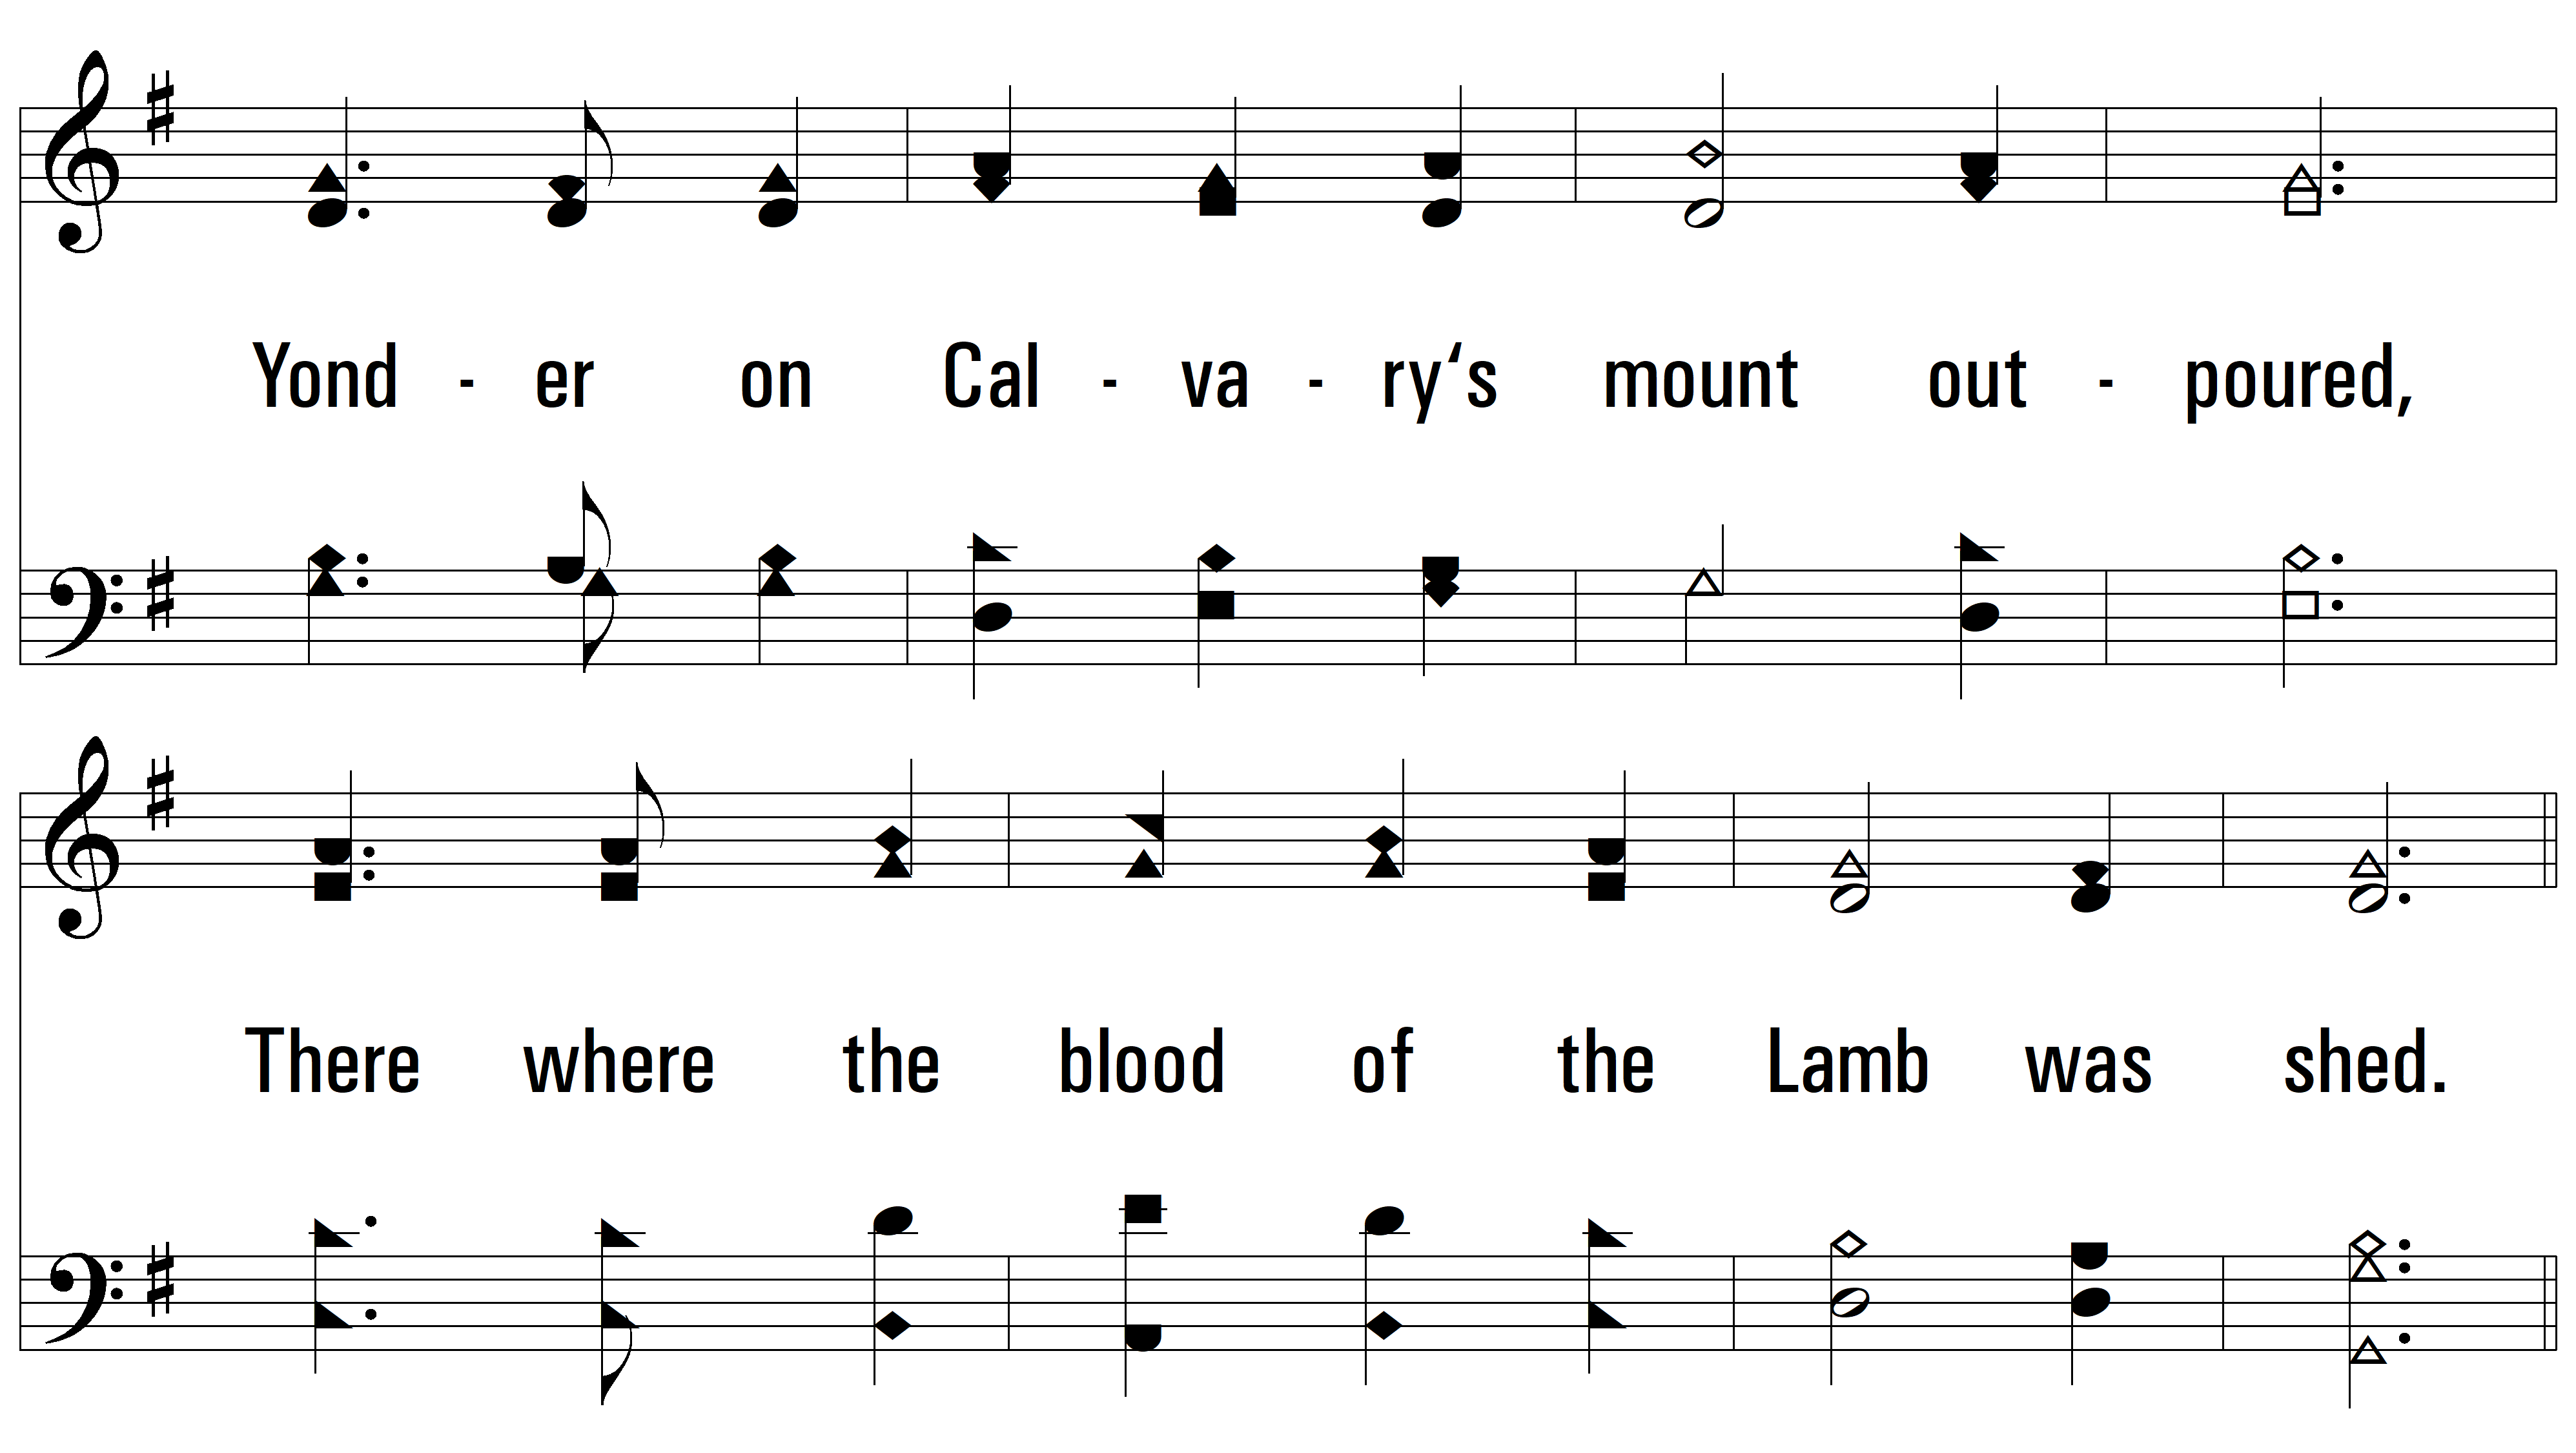 Yond - er on Cal - va - ry‘s mount out - poured,
There where the blood of the Lamb was shed.